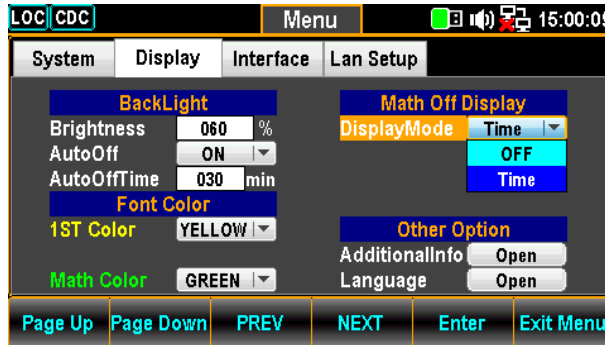 LOC CDC Menu 15:00:0
System Display Interface Lan Setup
BackLight
Brightness 060 %
AutoOff ON
AutoOffTime 030 min
Font Color
1ST Color YELLOW
Math Color GREEN
Math Off Display
DisplayMode Time
OFF
Time
Other Option
AdditionalInfo Open
Language Open
Page Up Page Down PREV NEXT Enter Exit Menu